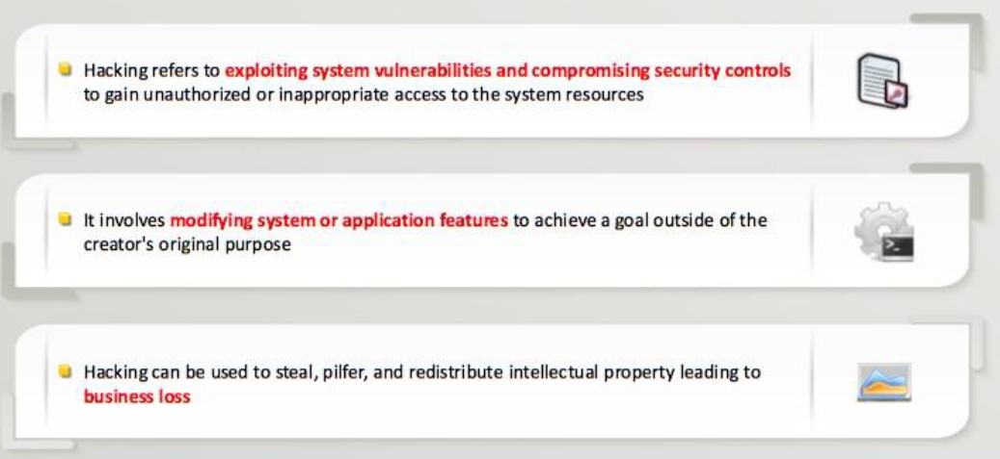 Hacking refers to exploiting system vulnerabilities and compromising security controls
to gain unauthorized or inappropriate access to the system resources
It involves modifying system or application features to achieve a goal outside of the
creator's original purpose
Hacking can be used to steal, pilfer, and redistribute intellectual property leading to
business loss